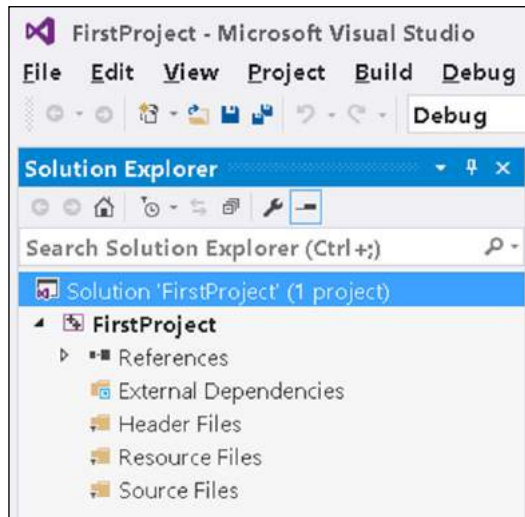 FirstProject - Microsoft Visual Studio
File Edit View Project Build Debug
Debug
Solution Explorer
Search Solution Explorer (Ctrl+;)
Solution 'FirstProject' (1 project)
FirstProject
References
External Dependencies
Header Files
Resource Files
Source Files